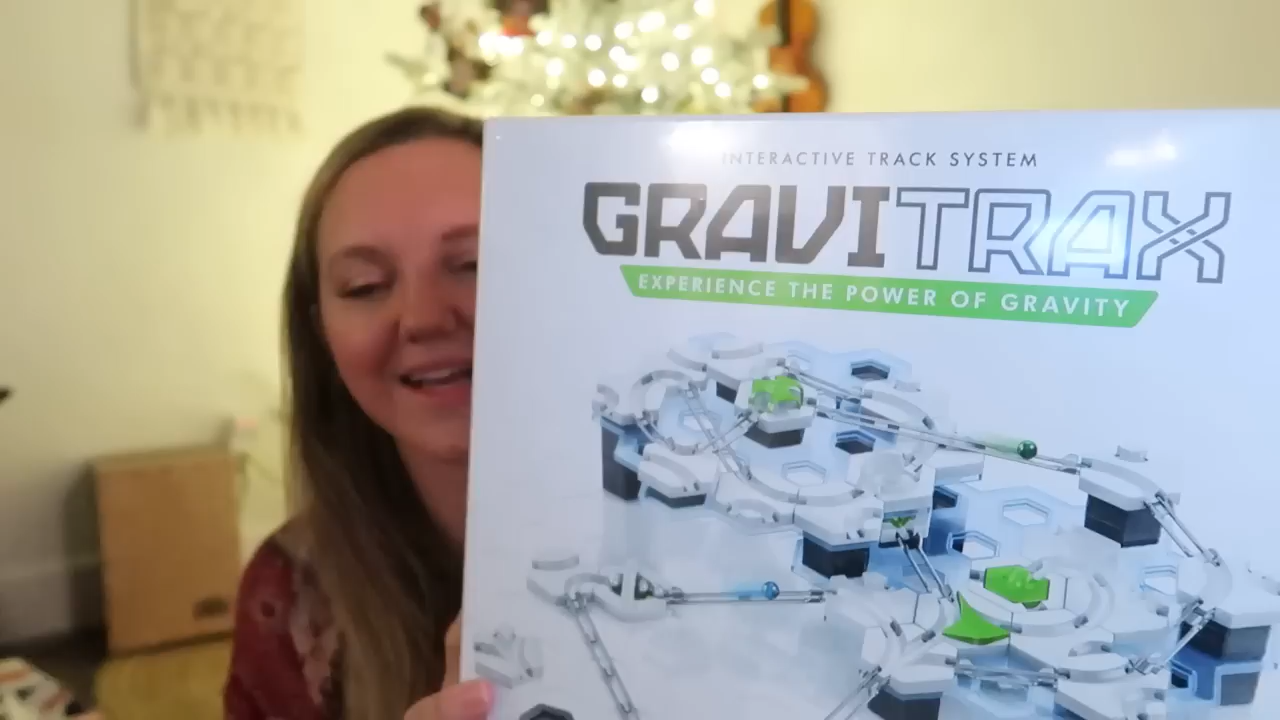 INTERACTIVE TRACK SYSTEM
GRAVITRAX
EXPERIENCE THE POWER OF GRAVITY